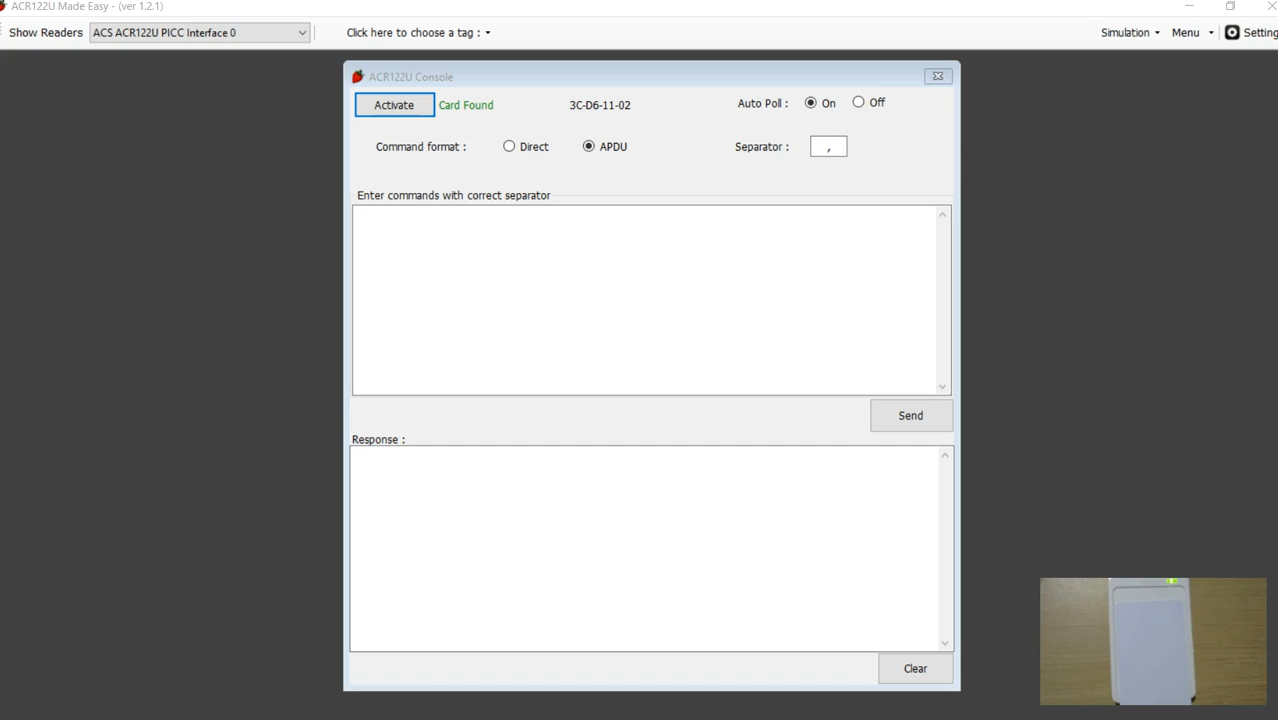 ACR122U Made Easy - (ver 1.2.1)
Show Readers ACS ACR122U PICC Interface 0 Click here to choose a tag : Simulation Menu Setting
ACR122U Console
Activate Card Found 3C-D6-11-02 Auto Poll : On Off
Command format : Direct APDU Separator : ,
Enter commands with correct separator
Send
Response :
Clear